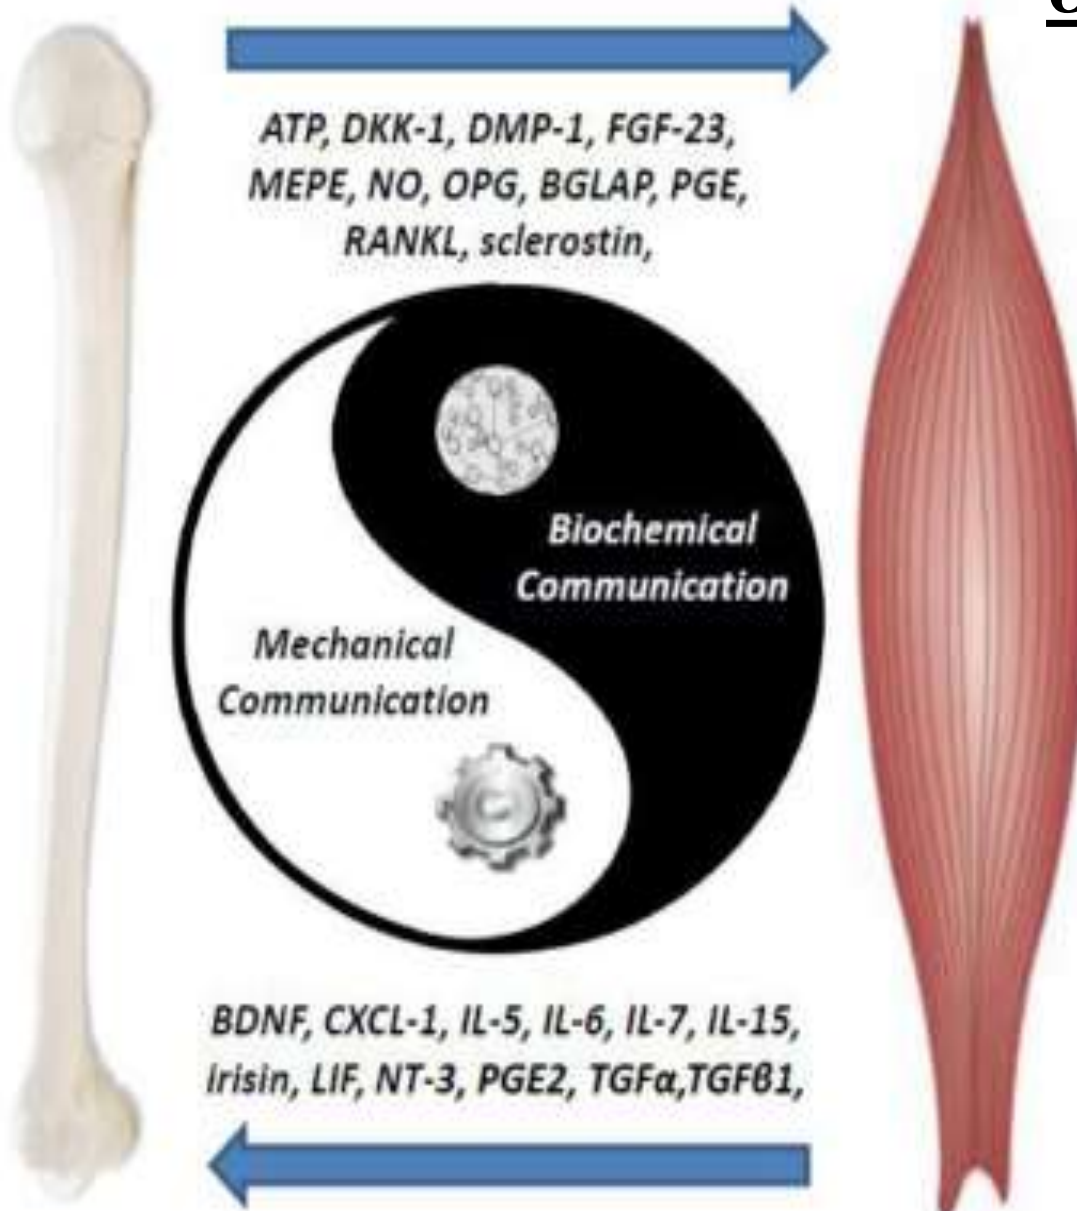 ATP, DKK-1, DMP-1, FGF-23,
MEPE, NO, OPG, BGLAP, PGE,
RANKL, sclerostin,
Biochemical
Communication
Mechanical
Communication
BDNF, CXCL-1, IL-5, IL-6, IL-7, IL-15,
irisin, LIF, NT-3, PGE2, TGFα,TGFβ1,